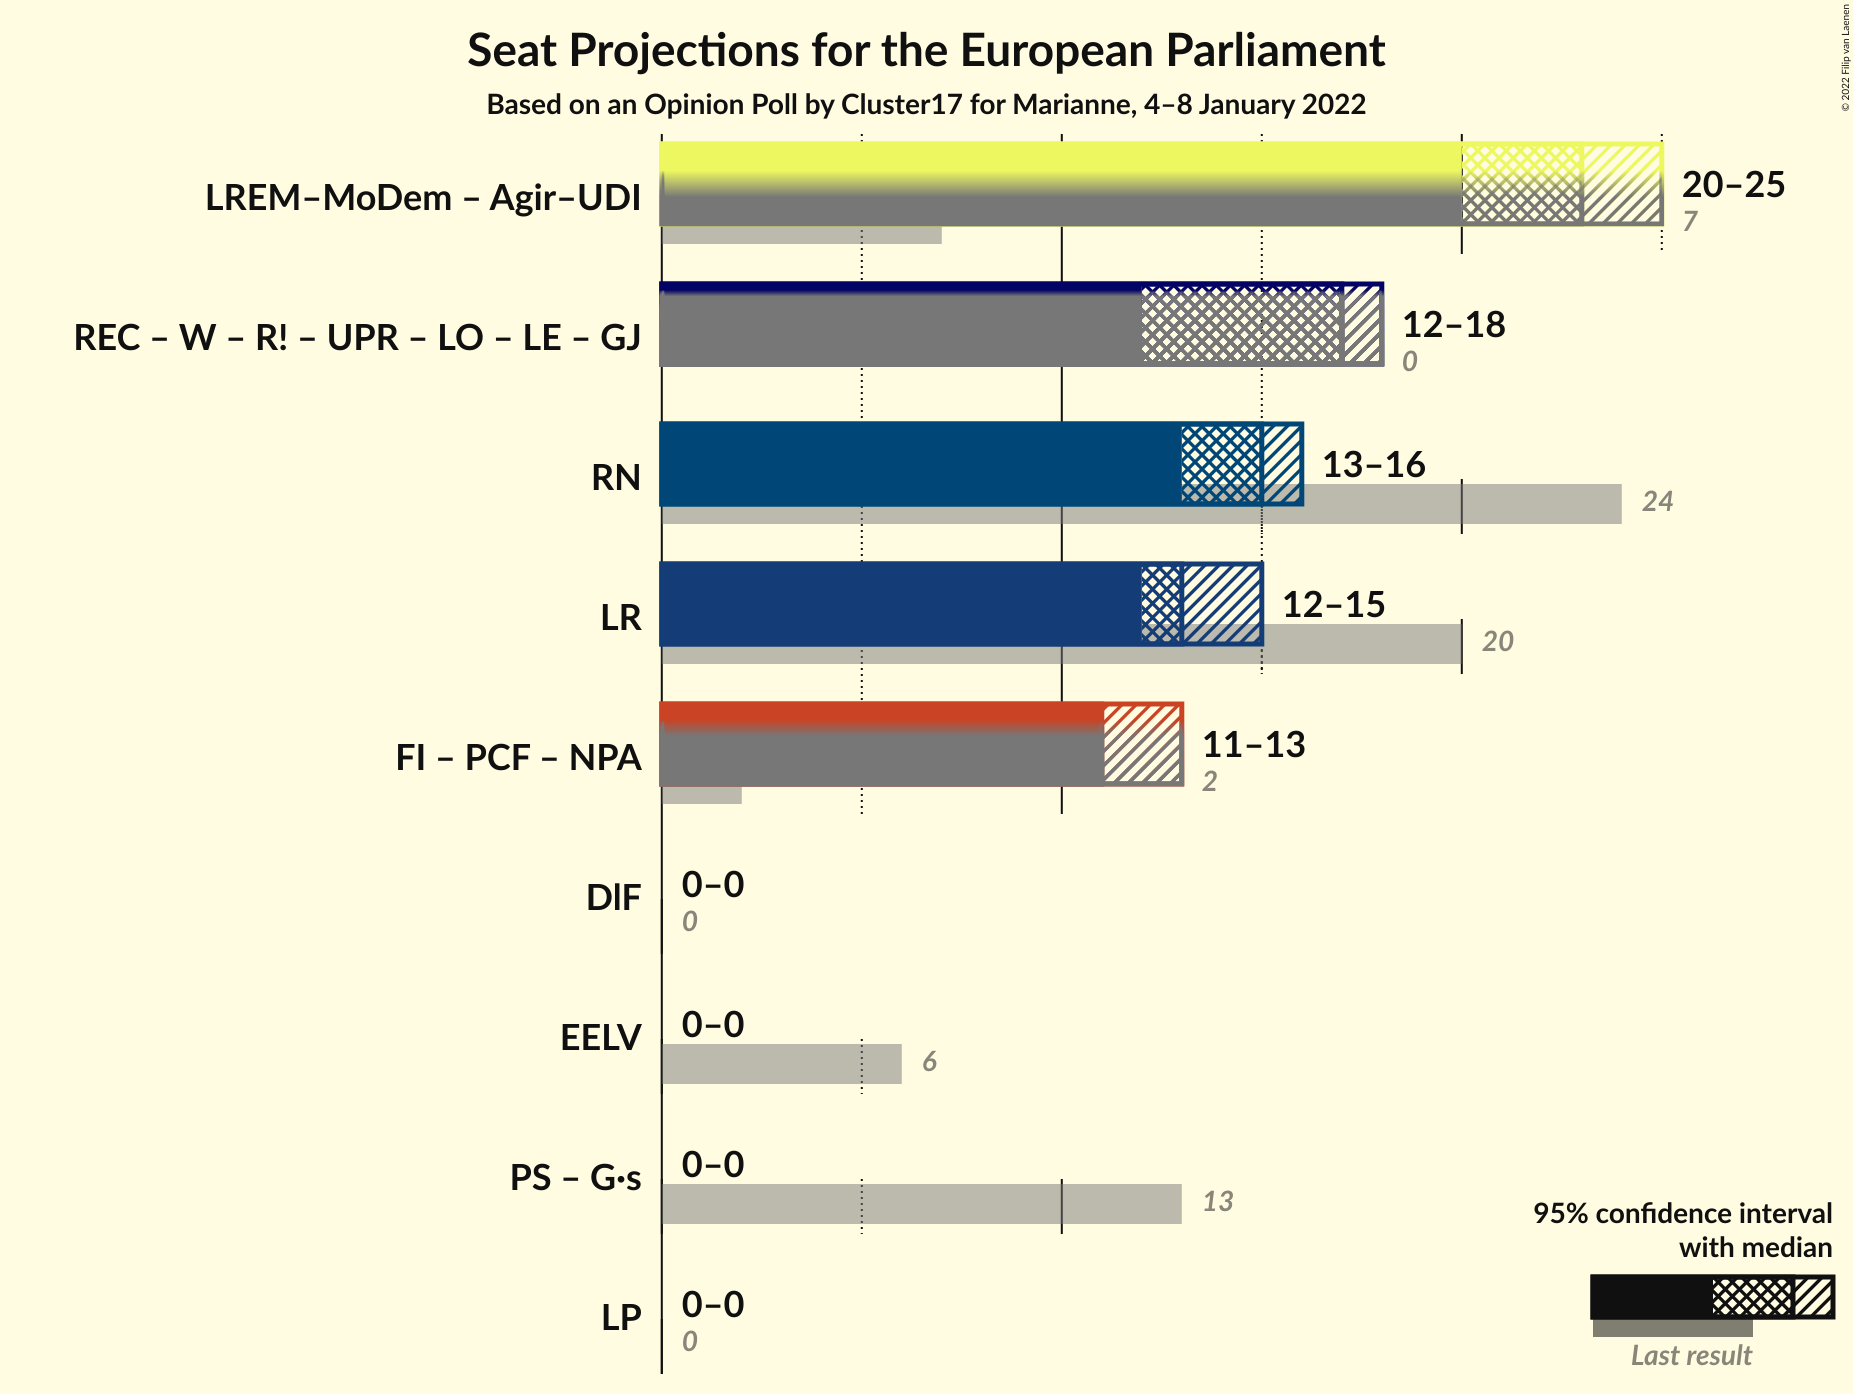 Seat Projections for the European Parliament
Based on an Opinion Poll by Cluster17 for Marianne, 4–8 January 2022
© 2022 Filip van Laenen
LREM–MoDem – Agir–UDI
20–25
7
REC – W – R! – UPR – LO – LE – GJ
12–18
0
RN
13–16
24
LR
12–15
20
FI – PCF – NPA
11–13
2
DlF
0–0
0
EELV
0–0
6
PS – G·s
0–0
13
LP
0–0
0
95% confidence interval
with median
Last result